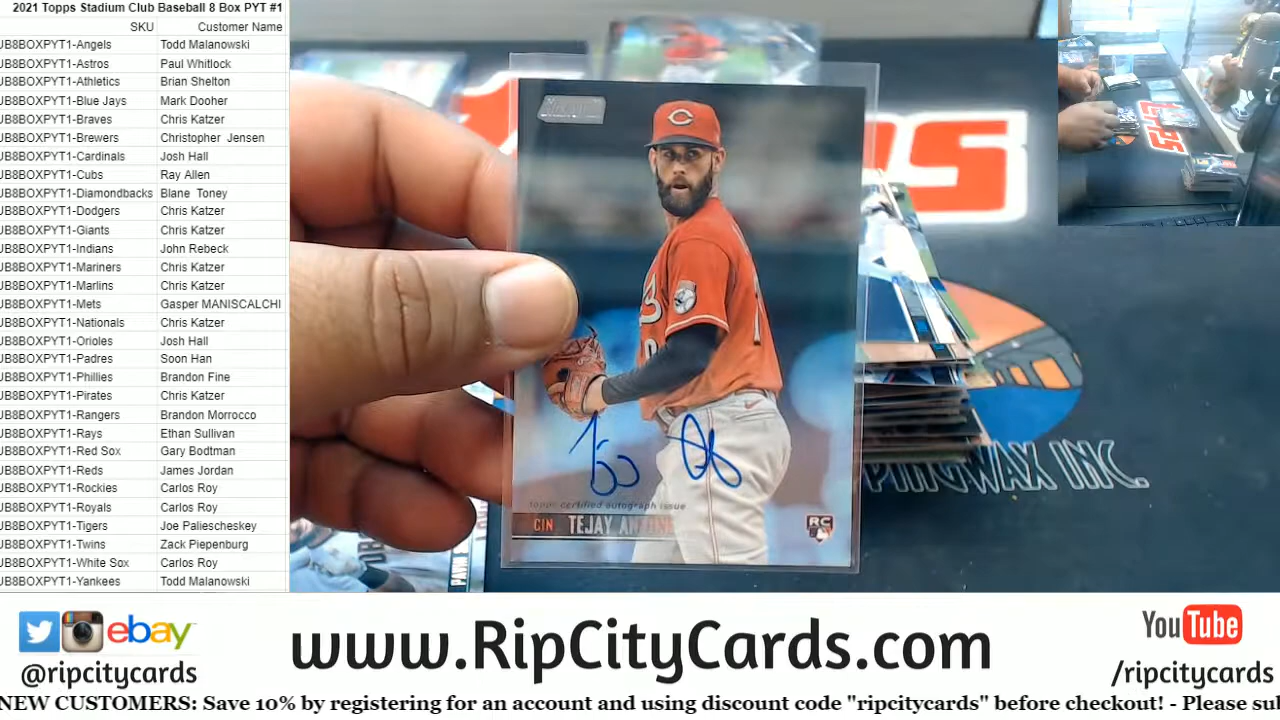 2021 Topps Stadium Club Baseball 8 Box PYT #1
SKU Customer Name
JB8BOXPYT1-Angels Todd Malanowski
JB8BOXPYT1-Astros Paul Whitlock
JB8BOXPYT1-Athletics Brian Shelton
JB8BOXPYT1-Blue Jays Mark Dooher
JB8BOXPYT1-Braves Chris Katzer
JB8BOXPYT1-Brewers Christopher Jensen
JB8BOXPYT1-Cardinals Josh Hall
JB8BOXPYT1-Cubs Ray Allen
JB8BOXPYT1-Diamondbacks Blane Toney
JB8BOXPYT1-Dodgers Chris Katzer
JB8BOXPYT1-Giants Chris Katzer
JB8BOXPYT1-Indians John Rebeck
JB8BOXPYT1-Mariners Chris Katzer
JB8BOXPYT1-Marlins Chris Katzer
JB8BOXPYT1-Mets Gasper MANISCALCHI
JB8BOXPYT1-Nationals Chris Katzer
JB8BOXPYT1-Orioles Josh Hall
JB8BOXPYT1-Padres Soon Han
JB8BOXPYT1-Phillies Brandon Fine
JB8BOXPYT1-Pirates Chris Katzer
JB8BOXPYT1-Rangers Brandon Morrocco
JB8BOXPYT1-Rays Ethan Sullivan
JB8BOXPYT1-Red Sox Gary Bodtman
JB8BOXPYT1-Reds James Jordan
JB8BOXPYT1-Rockies Carlos Roy
JB8BOXPYT1-Royals Carlos Roy
JB8BOXPYT1-Tigers Joe Paliescheskey
JB8BOXPYT1-Twins Zack Piepenburg
JB8BOXPYT1-White Sox Carlos Roy
JB8BOXPYT1-Yankees Todd Malanowski
topps certified autograph issue
CIN TEJAY ANTONE
RC
PINGWAX INC.
ebay
@ripcitycards
www.RipCityCards.com
YouTube
/ripcitycards
NEW CUSTOMERS: Save 10% by registering for an account and using discount code "ripcitycards" before checkout! - Please sul